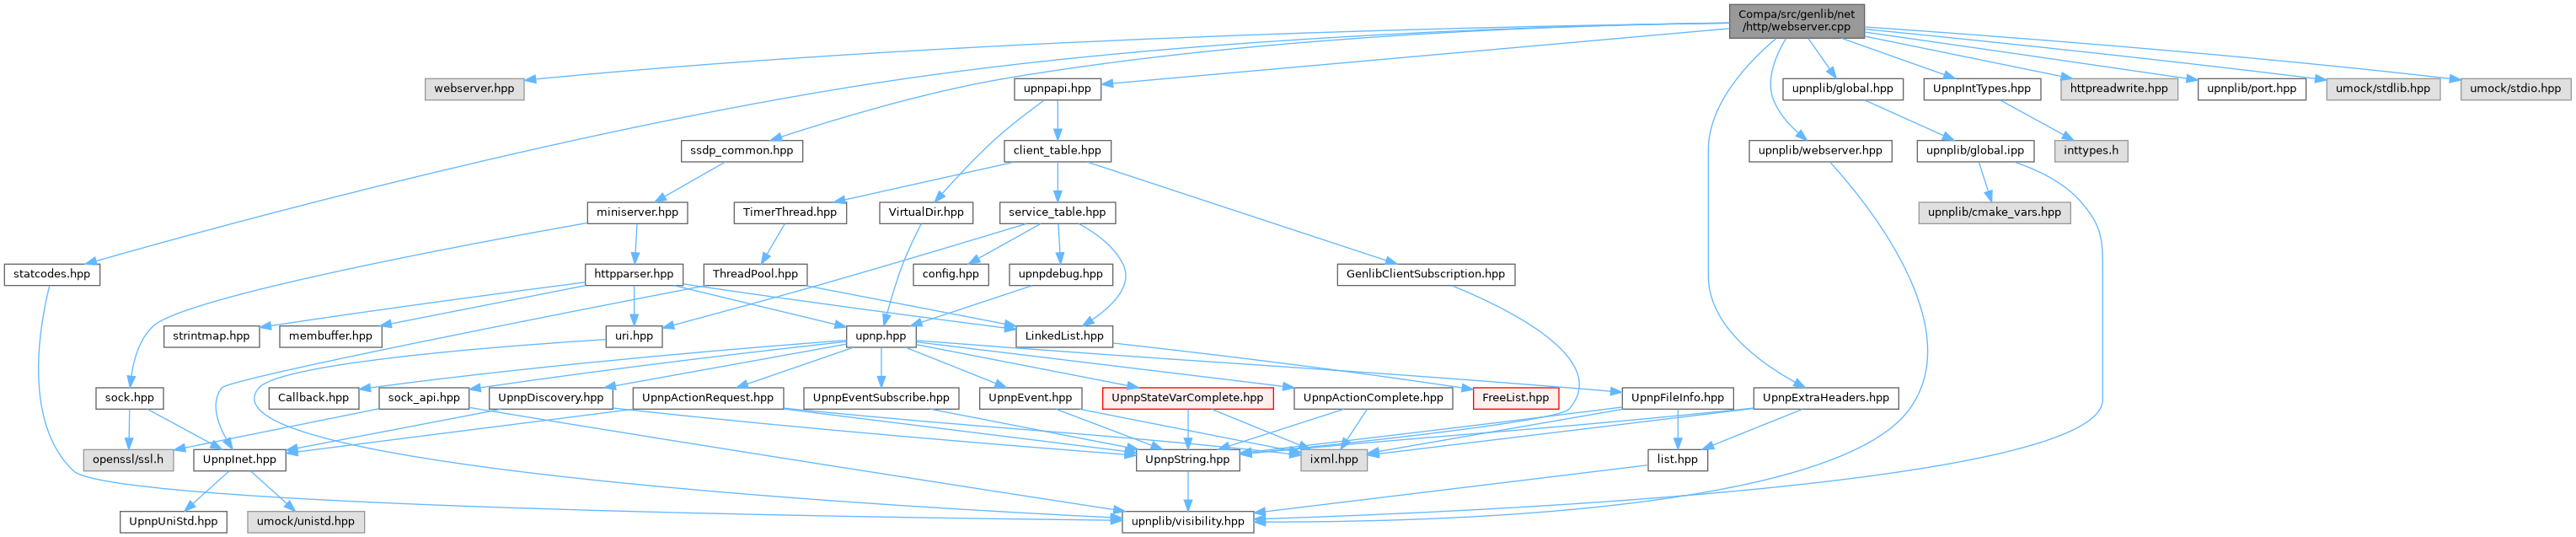 Compa/src/genlib/net
/http/webserver.cpp
webserver.hpp
upnpapi.hpp
upnplib/global.hpp
UpnpIntTypes.hpp
httpreadwrite.hpp
upnplib/port.hpp
umock/stdlib.hpp
umock/stdio.hpp
ssdp_common.hpp
client_table.hpp
upnplib/webserver.hpp
upnplib/global.ipp
inttypes.h
miniserver.hpp
TimerThread.hpp
VirtualDir.hpp
service_table.hpp
upnplib/cmake_vars.hpp
statcodes.hpp
httpparser.hpp
ThreadPool.hpp
config.hpp
upnpdebug.hpp
GenlibClientSubscription.hpp
strintmap.hpp
membuffer.hpp
uri.hpp
upnp.hpp
LinkedList.hpp
sock.hpp
Callback.hpp
sock_api.hpp
UpnpDiscovery.hpp
UpnpActionRequest.hpp
UpnpEventSubscribe.hpp
UpnpEvent.hpp
UpnpStateVarComplete.hpp
UpnpActionComplete.hpp
FreeList.hpp
UpnpFileInfo.hpp
UpnpExtraHeaders.hpp
openssl/ssl.h
UpnpInet.hpp
UpnpString.hpp
ixml.hpp
list.hpp
UpnpUniStd.hpp
umock/unistd.hpp
upnplib/visibility.hpp